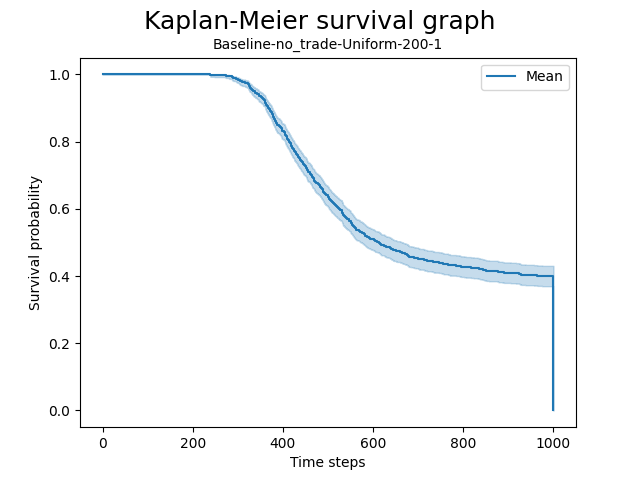 Kaplan-Meier survival graph
Baseline-no_trade-Uniform-200-1
Mean
Survival probability
1.0
0.8
0.6
0.4
0.2
0.0
0 200 400 600 800 1000
Time steps